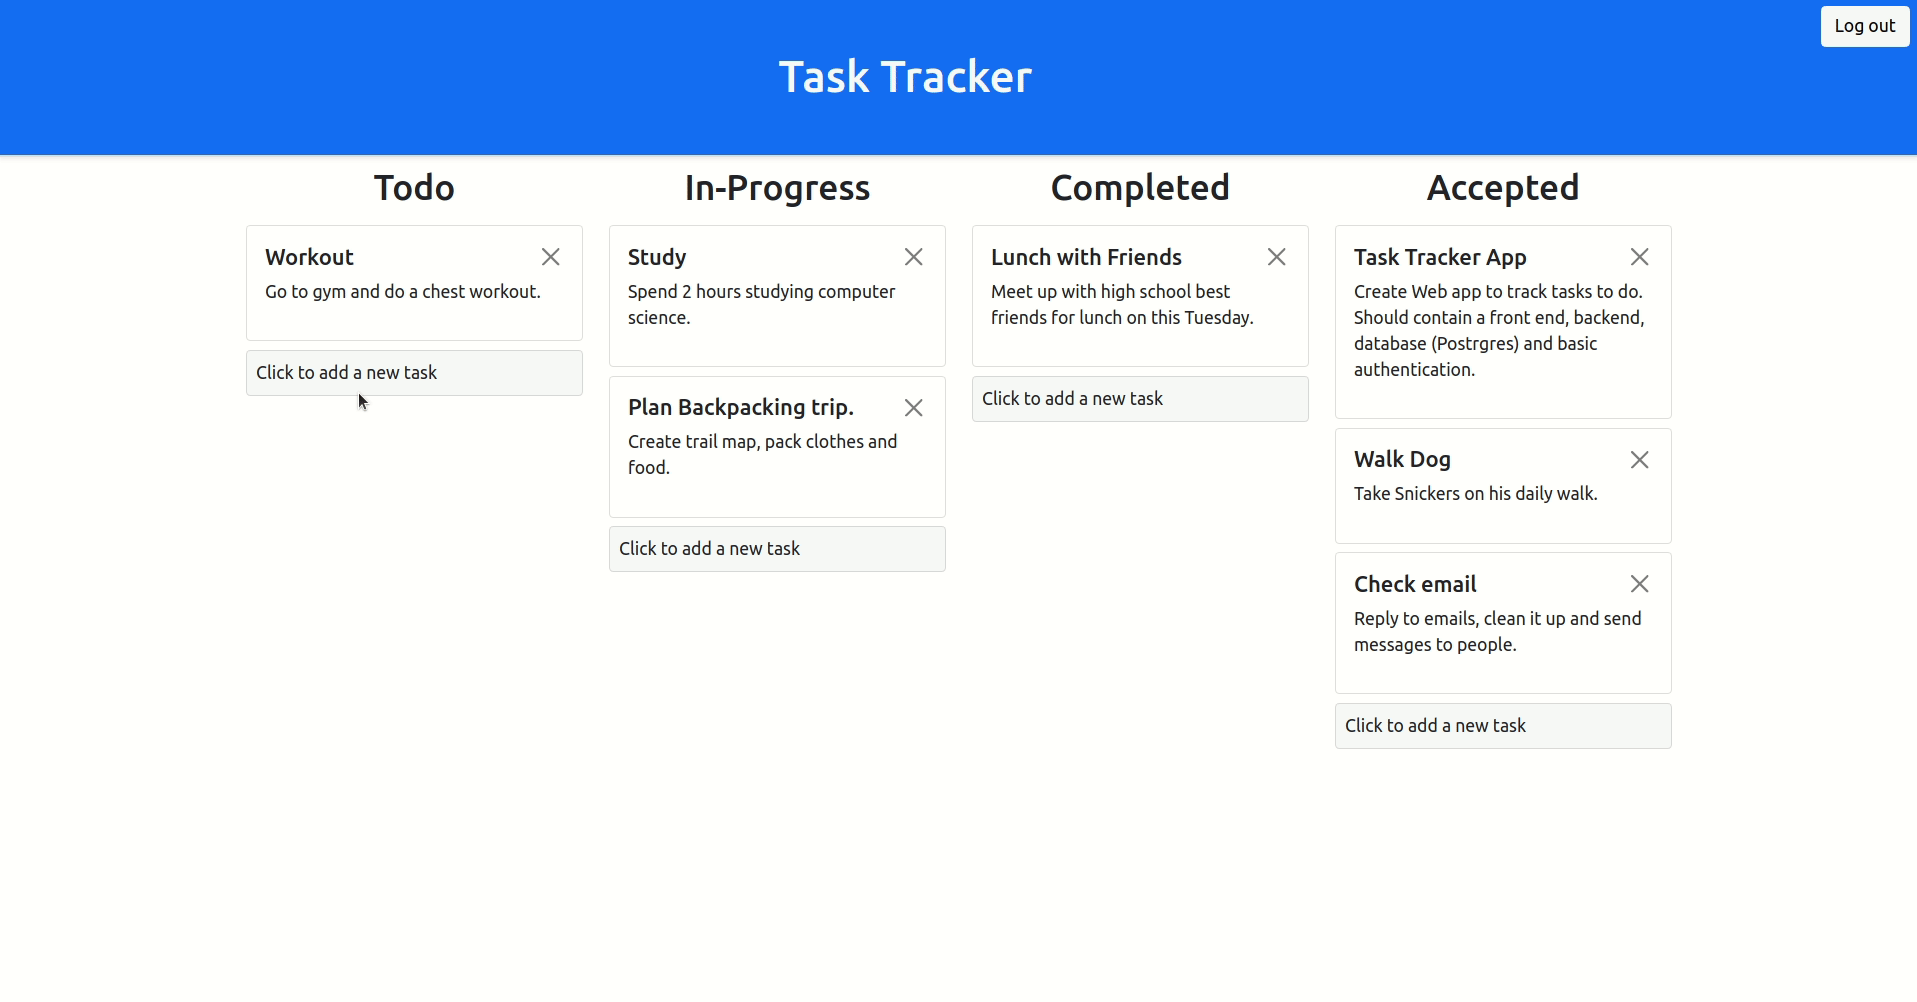 Log out
Task Tracker
Todo
Workout
Go to gym and do a chest workout.
Click to add a new task
In-Progress
Study
Spend 2 hours studying computer
science.
Plan Backpacking trip.
Create trail map, pack clothes and
food.
Click to add a new task
Completed
Lunch with Friends
Meet up with high school best
friends for lunch on this Tuesday.
Click to add a new task
Accepted
Task Tracker App
Create Web app to track tasks to do.
Should contain a front end, backend,
database (Postrgres) and basic
authentication.
Walk Dog
Take Snickers on his daily walk.
Check email
Reply to emails, clean it up and send
messages to people.
Click to add a new task